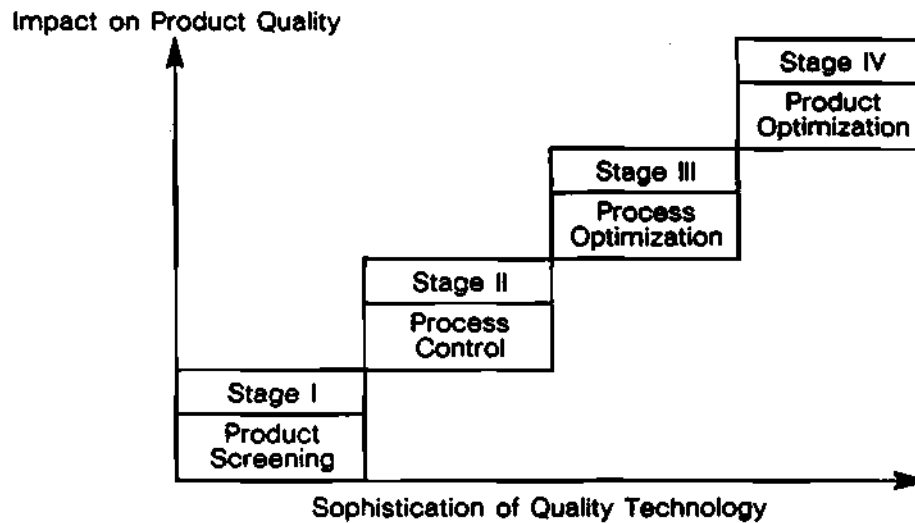 Impact on Product Quality
Stage IV
Product
Optimization
Stage III
Process
Optimization
Stage II
Process
Control
Stage I
Product
Screening
Sophistication of Quality Technology